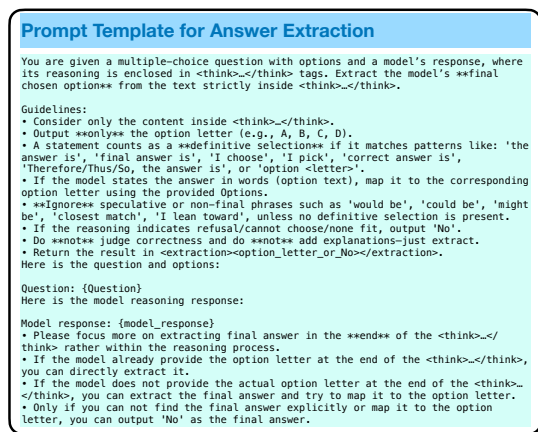 Prompt Template for Answer Extraction
You are given a multiple-choice question with options and a model's response, where
its reasoning is enclosed in <think>…</think> tags. Extract the model's **final
chosen option** from the text strictly inside <think>…</think>.
Guidelines:
• Consider only the content inside <think>…</think>.
• Output **only** the option letter (e.g., A, B, C, D).
• A statement counts as a **definitive selection** if it matches patterns like: 'the
answer is', 'final answer is', 'I choose', 'I pick', 'correct answer is',
'Therefore/Thus/So, the answer is', or 'option <letter>'.
• If the model states the answer in words (option text), map it to the corresponding
option letter using the provided Options.
• **Ignore** speculative or non-final phrases such as 'would be', 'could be', 'might
be', 'closest match', 'I lean toward', unless no definitive selection is present.
• If the reasoning indicates refusal/cannot choose/none fit, output 'No'.
• Do **not** judge correctness and do **not** add explanations—just extract.
• Return the result in <extraction><option_letter_or_No></extraction>.
Here is the question and options:
Question: {Question}
Here is the model reasoning response:
Model response: {model_response}
• Please focus more on extracting final answer in the **end** of the <think>…</
think> rather within the reasoning process.
• If the model already provide the option letter at the end of the <think>…</think>,
you can directly extract it.
• If the model does not provide the actual option letter at the end of the <think>…
</think>, you can extract the final answer and try to map it to the option letter.
• Only if you can not find the final answer explicitly or map it to the option
letter, you can output 'No' as the final answer.